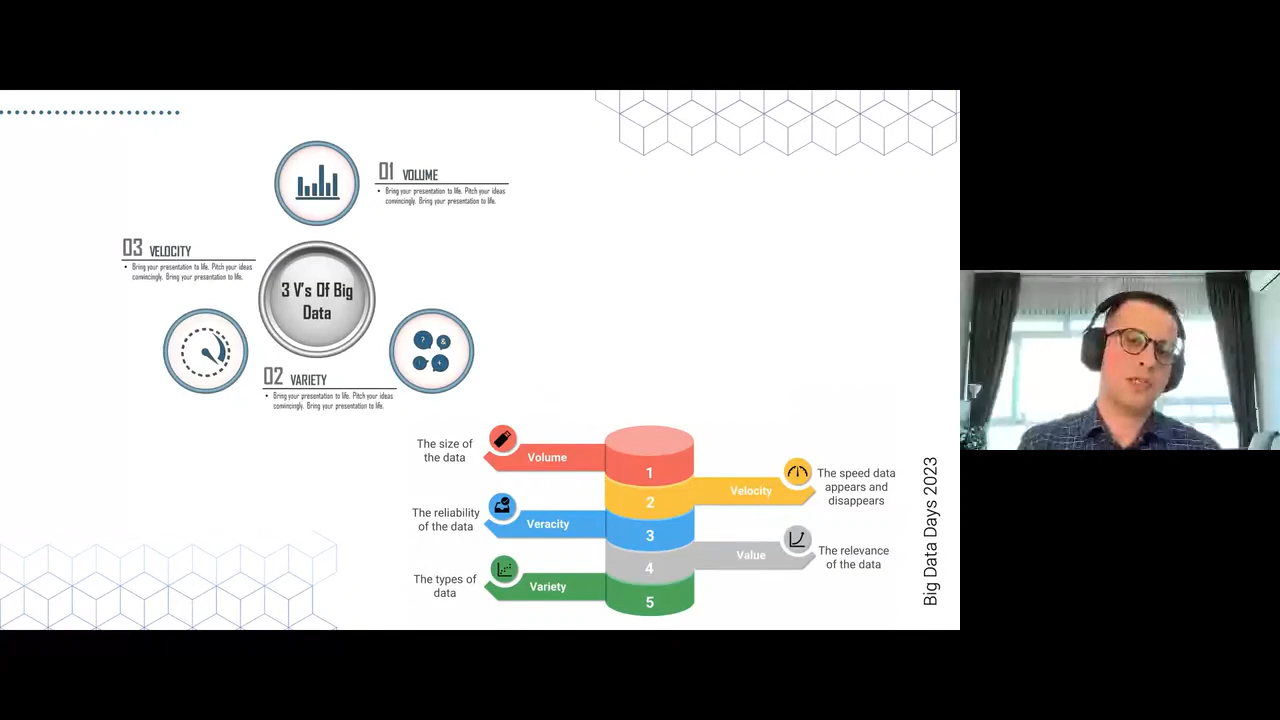 01 VOLUME
• Bring your presentation to life. Pitch your ideas
convincingly. Bring your presentation to life.
03 VELOCITY
• Bring your presentation to life. Pitch your ideas
convincingly. Bring your presentation to life.
3 V's Of Big
Data
02 VARIETY
• Bring your presentation to life. Pitch your ideas
convincingly. Bring your presentation to life.
The size of
the data
Volume
1
2
Velocity
The speed data
appears and
disappears
The reliability
of the data
Veracity
3
4
Value
The relevance
of the data
The types of
data
Variety
5
Big Data Days 2023
? &
+